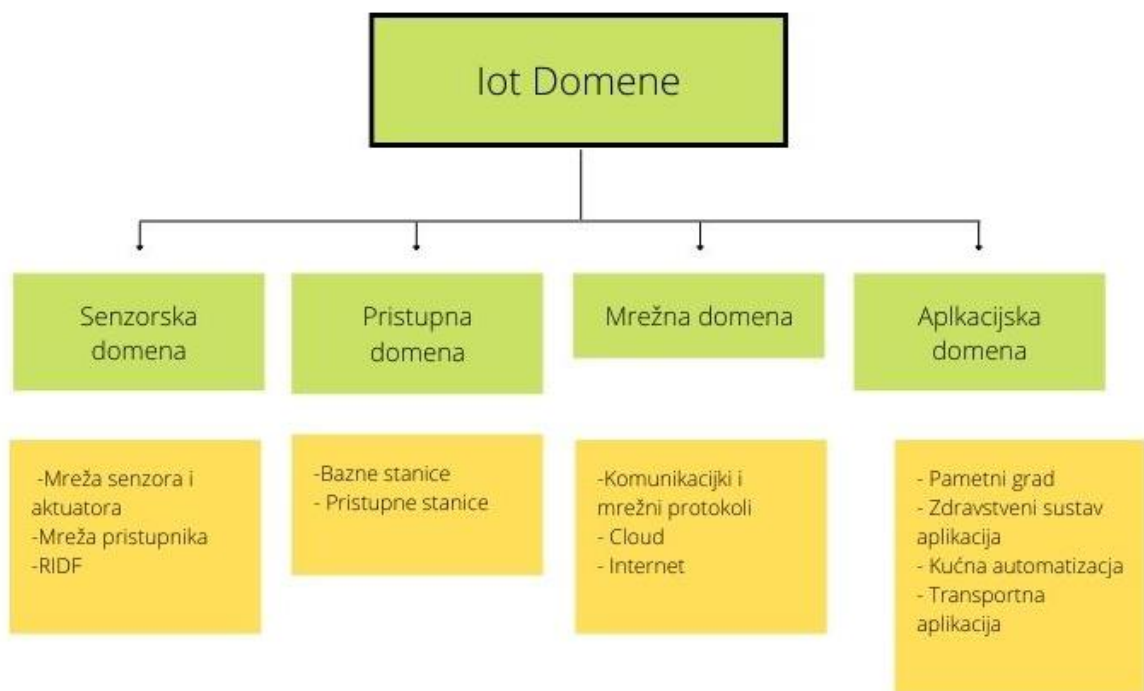 Iot Domene
Senzorska
domena
Pristupna
domena
Mrežna domena
Aplkacijska
domena
-Mreža senzora i
aktuatora
-Mreža pristupnika
-RIDF
-Bazne stanice
- Pristupne stanice
-Komunikacijki i
mrežni protokoli
- Cloud
- Internet
- Pametni grad
- Zdravstveni sustav
aplikacija
- Kućna automatizacja
- Transportna
aplikacija